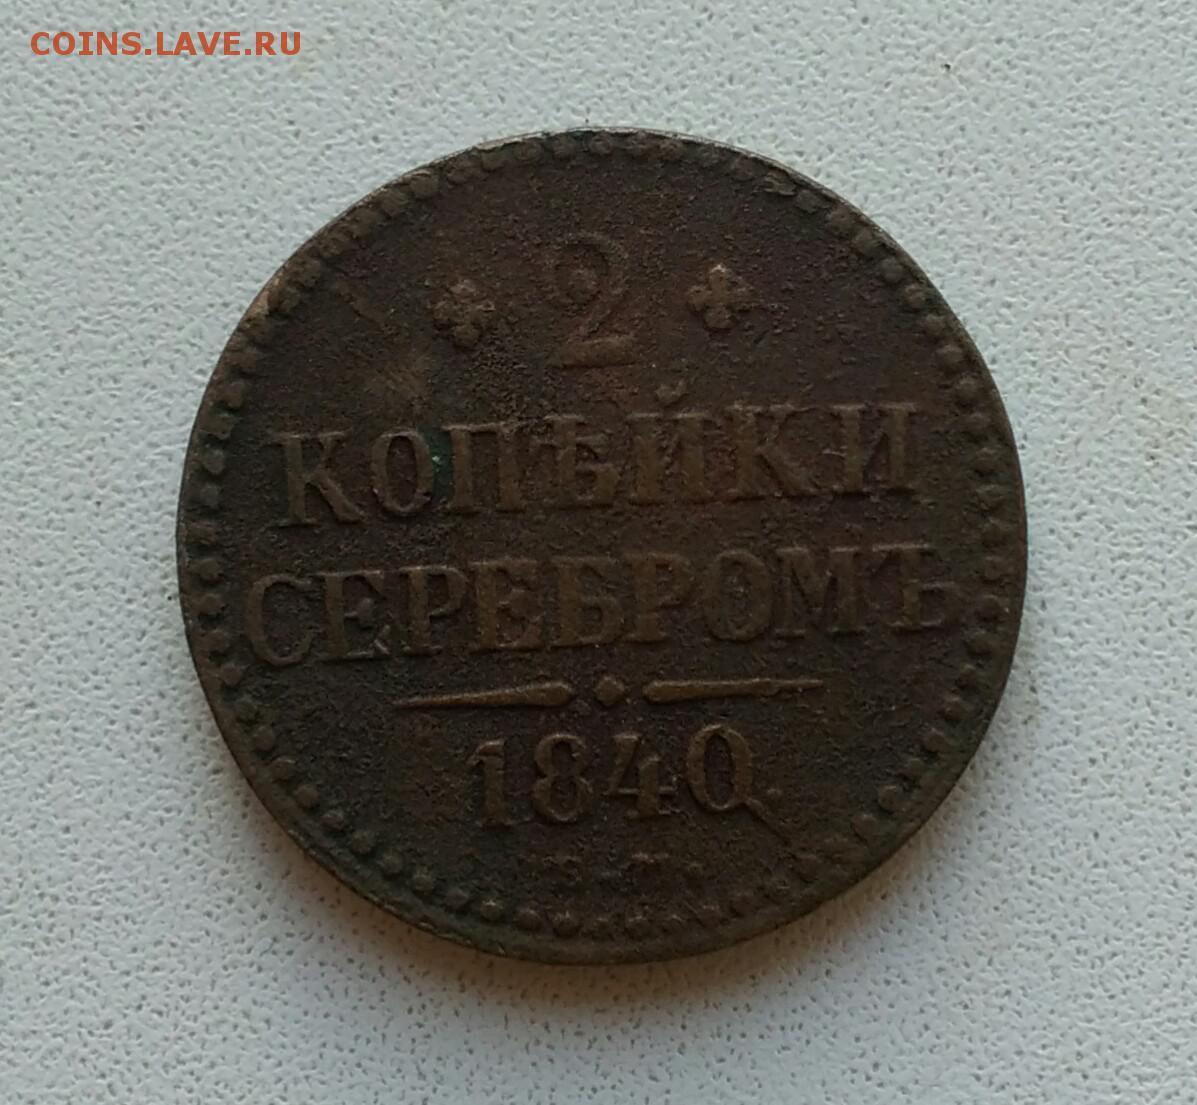 COINS.LAVE.RU
2
КОПѢЙКИ
СЕРЕБРОМЪ
1840